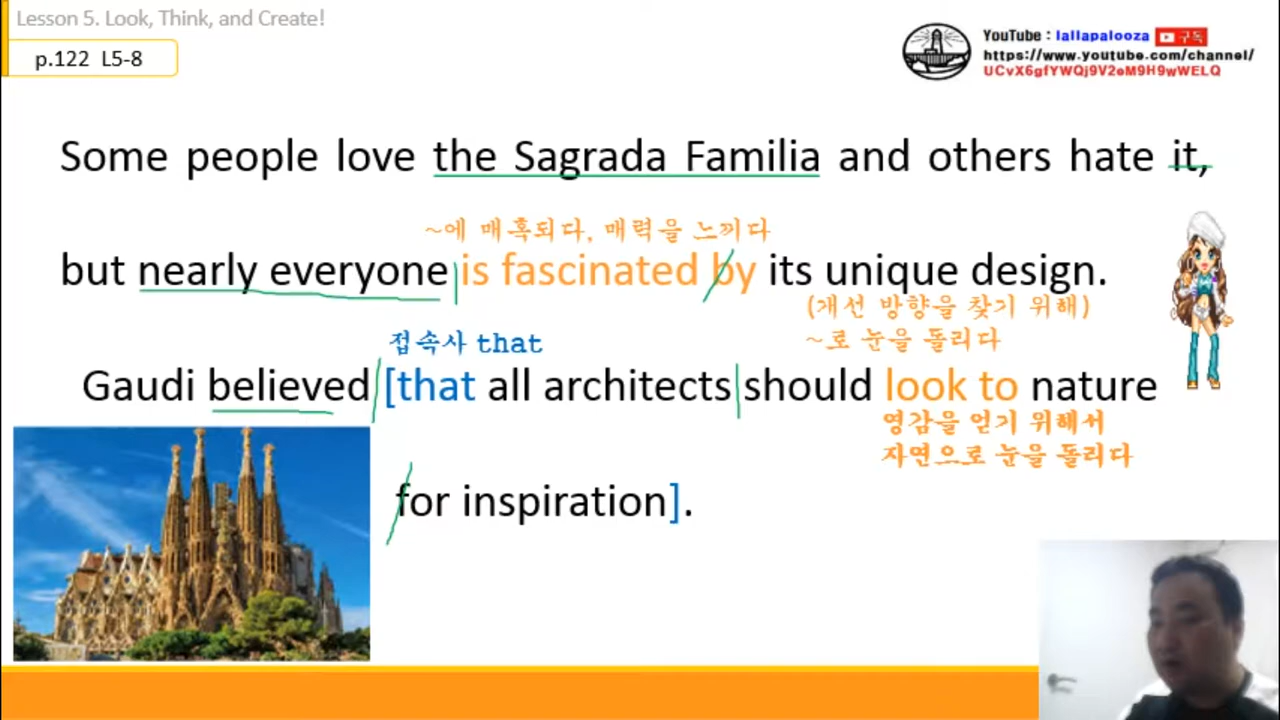 Lesson 5. Look, Think, and Create!
p.122 L5-8
YouTube : lallapalooza 구독
https://www.youtube.com/channel/
UCvX6gfYWQj9V2eM9H9wWELQ
Some people love the Sagrada Familia and others hate it,
~에 매혹되다, 매력을 느끼다
but nearly everyone is fascinated by its unique design.
(개선 방향을 찾기 위해)
접속사 that
~로 눈을 돌리다
Gaudi believed [that all architects should look to nature
영감을 얻기 위해서
자연으로 눈을 돌리다
for inspiration].